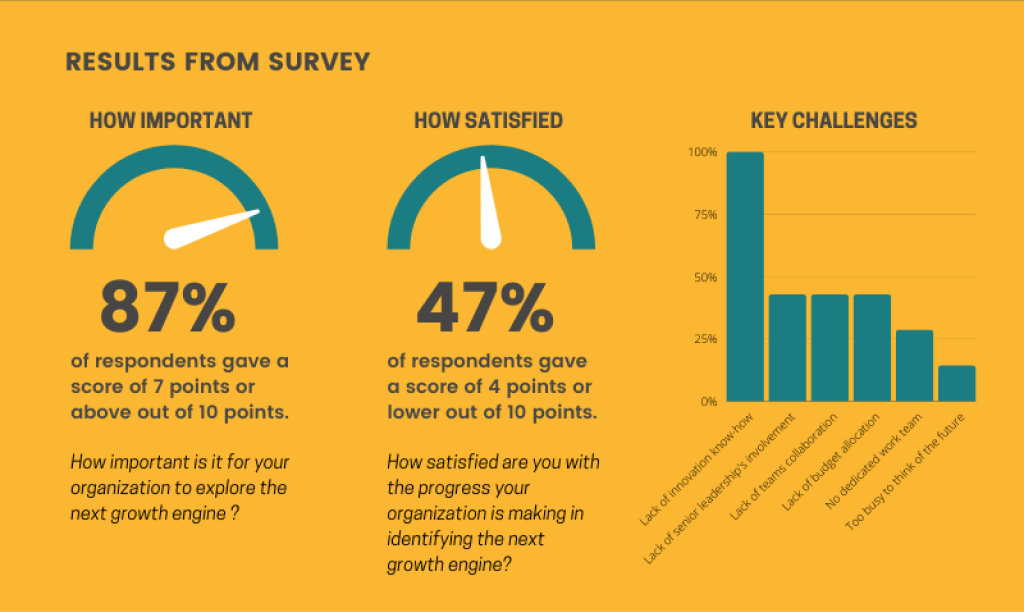 RESULTS FROM SURVEY
HOW IMPORTANT
87%
of respondents gave a
score of 7 points or
above out of 10 points.
How important is it for your
organization to explore the
next growth engine ?
HOW SATISFIED
47%
of respondents gave
a score of 4 points or
lower out of 10 points.
How satisfied are you with
the progress your
organization is making in
identifying the next
growth engine?
KEY CHALLENGES
100%
75%
50%
25%
0%
Lack of innovation know-how
Lack of senior leadership's involvement
Lack of teams collaboration
Lack of budget allocation
No dedicated work team
Too busy to think of the future